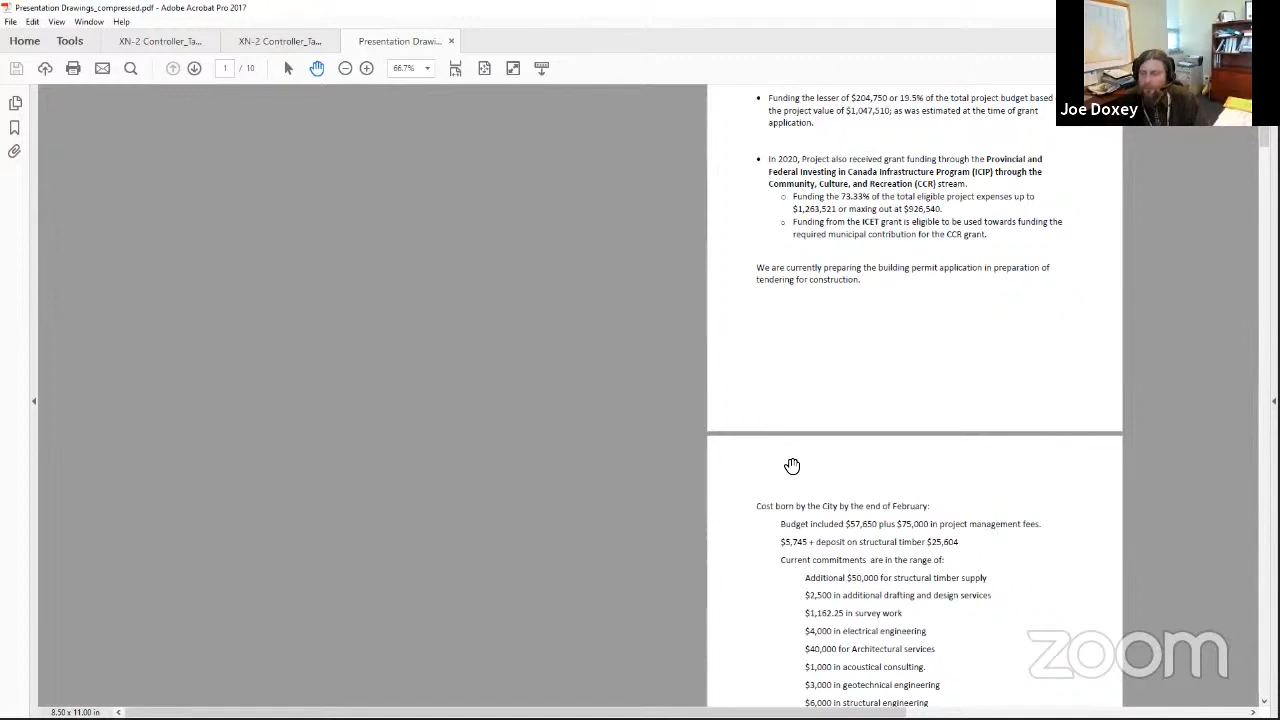 Presentation Drawings_compressed.pdf - Adobe Acrobat Pro 2017
File Edit View Window Help
Home Tools XN-2 Controller_Ta... XN-2 Controller_Ta... Presentation Drawi... ×
1 / 10 66.7%
Joe Doxey
• Funding the lesser of $204,750 or 19.5% of the total project budget based
the project value of $1,047,510; as was estimated at the time of grant
application.
• In 2020, Project also received grant funding through the Provincial and
Federal Investing in Canada Infrastructure Program (ICIP) through the
Community, Culture, and Recreation (CCR) stream.
○ Funding the 73.33% of the total eligible project expenses up to
$1,263,521 or maxing out at $926,540.
○ Funding from the ICET grant is eligible to be used towards funding the
required municipal contribution for the CCR grant.
We are currently preparing the building permit application in preparation of
tendering for construction.
Cost born by the City by the end of February:
Budget included $57,650 plus $75,000 in project management fees.
$5,745 + deposit on structural timber $25,604
Current commitments are in the range of:
Additional $50,000 for structural timber supply
$2,500 in additional drafting and design services
$1,162.25 in survey work
$4,000 in electrical engineering
$40,000 for Architectural services
$1,000 in acoustical consulting.
$3,000 in geotechnical engineering
$6,000 in structural engineering
zoom
8.50 x 11.00 in